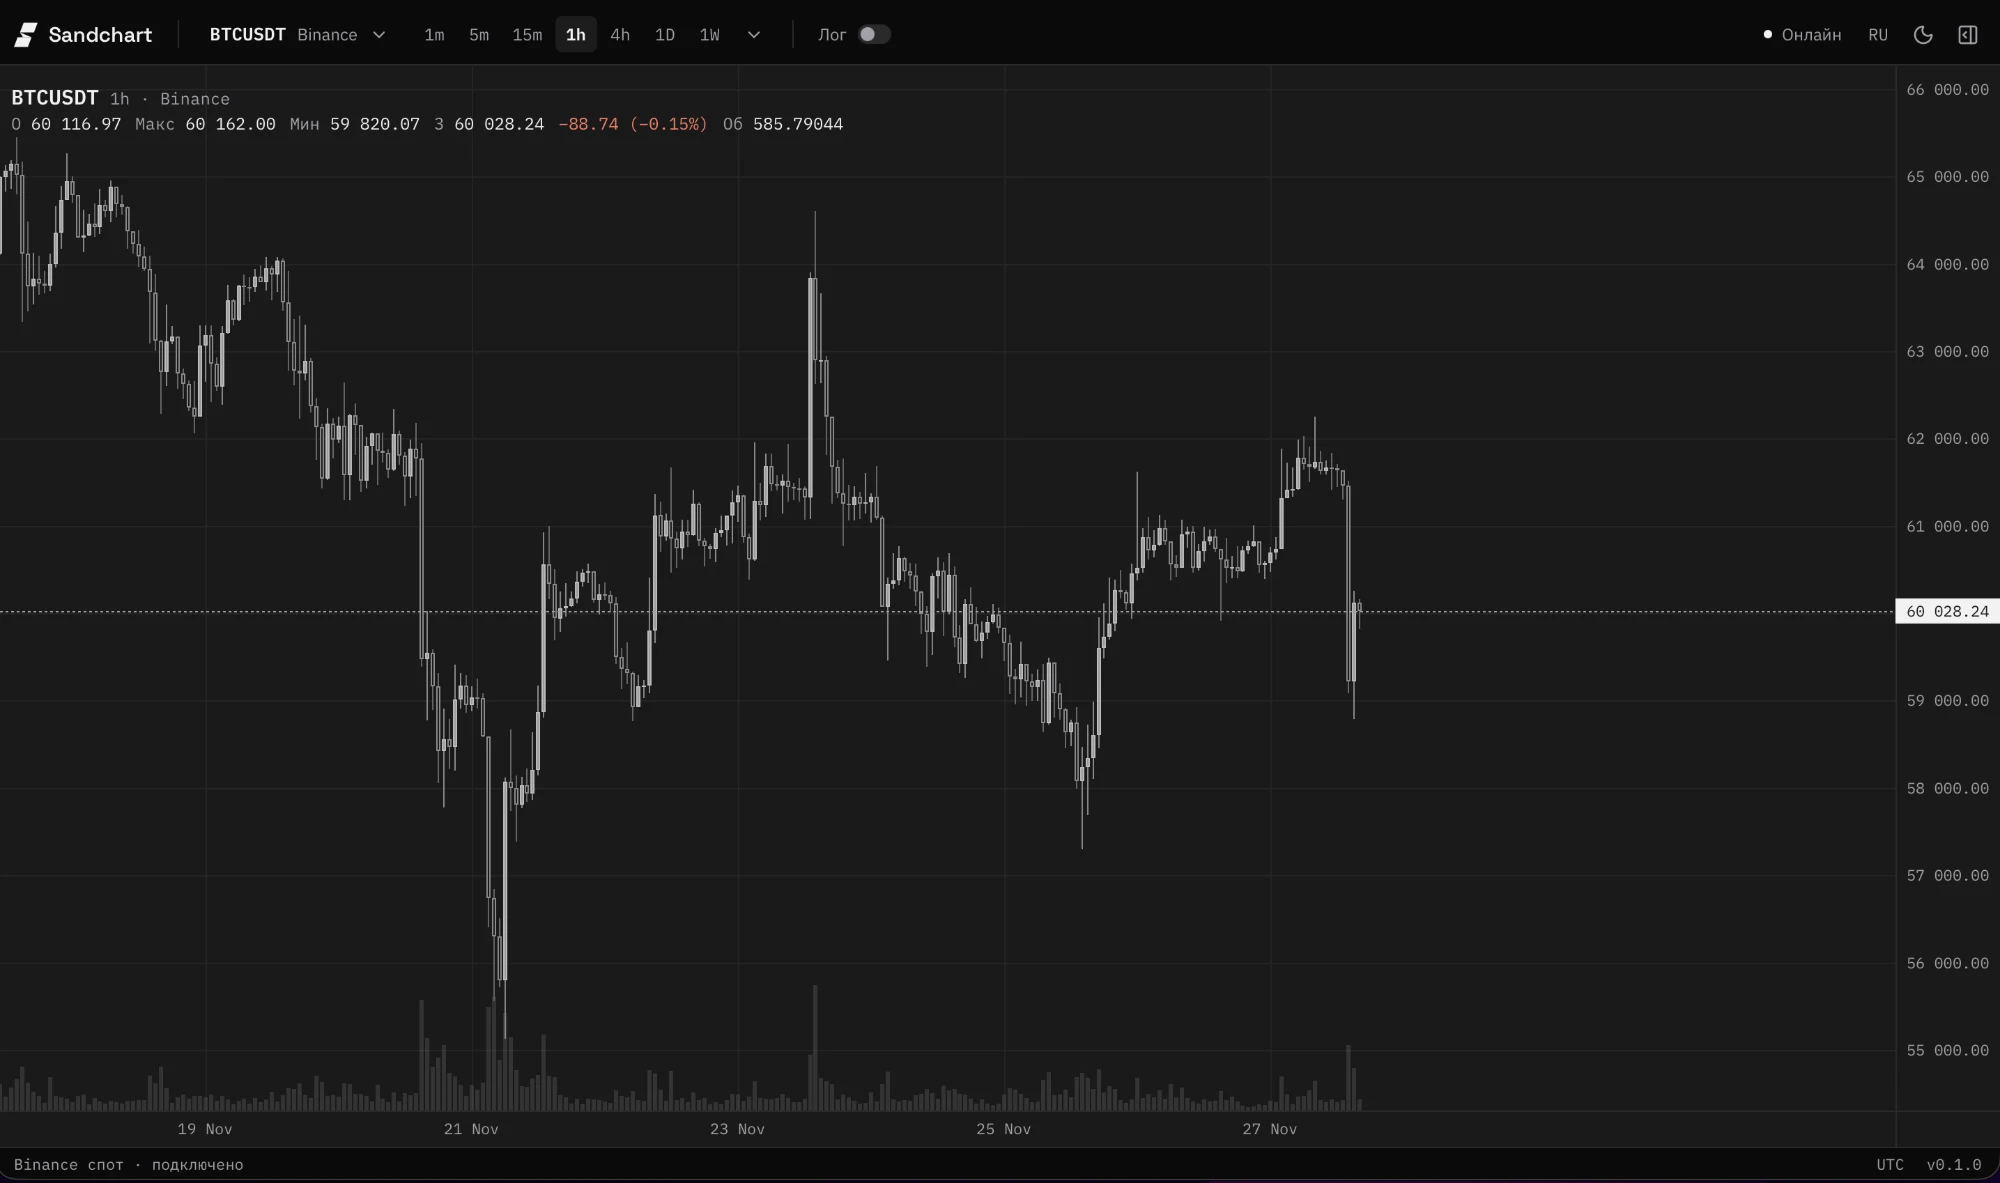 Sandchart BTCUSDT Binance 1m 5m 15m 1h 4h 1D 1W Лог Онлайн RU
BTCUSDT 1h · Binance
О 60 116.97 Макс 60 162.00 Мин 59 820.07 З 60 028.24 −88.74 (−0.15%) Об 585.79044
66 000.00
65 000.00
64 000.00
63 000.00
62 000.00
61 000.00
60 028.24
59 000.00
58 000.00
57 000.00
56 000.00
55 000.00
19 Nov 21 Nov 23 Nov 25 Nov 27 Nov
Binance спот · подключено UTC v0.1.0